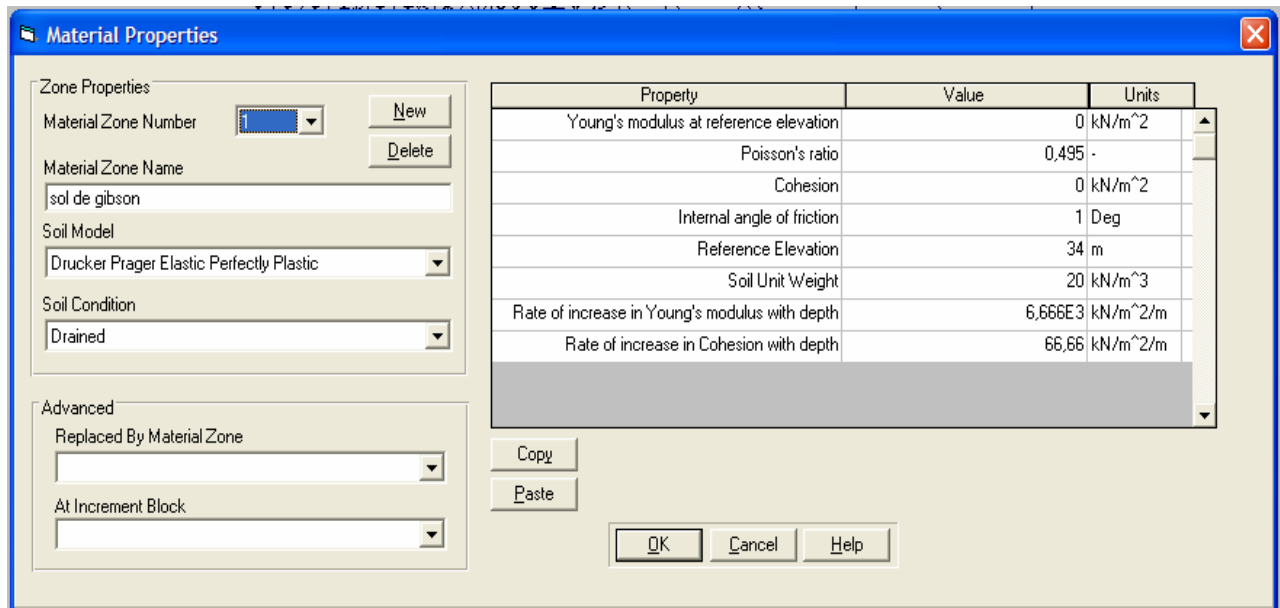 Material Properties
Zone Properties
Material Zone Number 1 New
Delete
Material Zone Name
sol de gibson
Soil Model
Drucker Prager Elastic Perfectly Plastic
Soil Condition
Drained
Advanced
Replaced By Material Zone
At Increment Block
Property Value Units
Young's modulus at reference elevation 0 kN/m^2
Poisson's ratio 0,495 -
Cohesion 0 kN/m^2
Internal angle of friction 1 Deg
Reference Elevation 34 m
Soil Unit Weight 20 kN/m^3
Rate of increase in Young's modulus with depth 6,666E3 kN/m^2/m
Rate of increase in Cohesion with depth 66,66 kN/m^2/m
Copy
Paste
OK Cancel Help